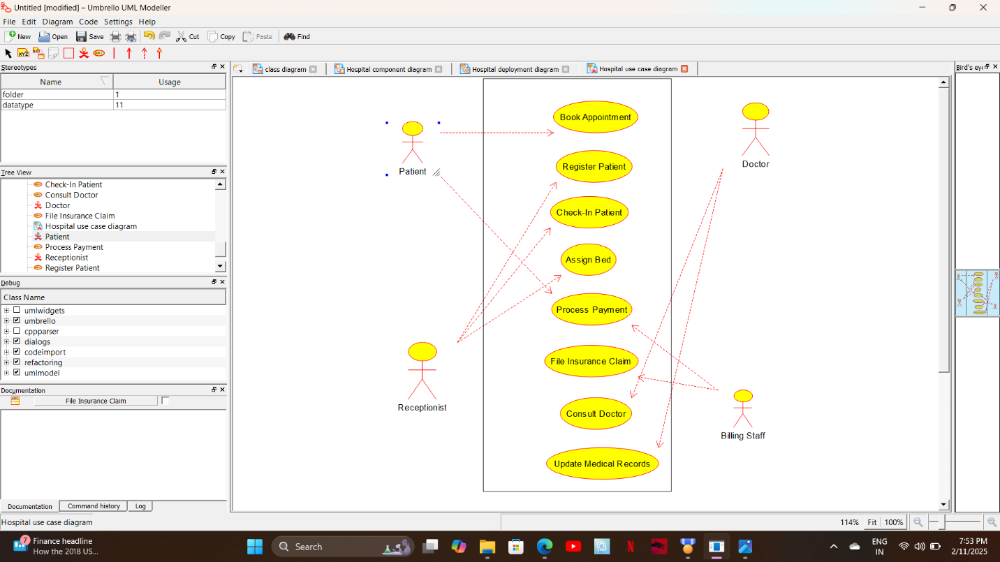 Untitled [modified] – Umbrello UML Modeller
File Edit Diagram Code Settings Help
New Open Save Cut Copy Paste Find
XYZ ABC
Stereotypes
Name Usage
folder 1
datatype 11
Tree View
Check-In Patient
Consult Doctor
Doctor
File Insurance Claim
Hospital use case diagram
Patient
Process Payment
Receptionist
Register Patient
Debug
Class Name
umlwidgets
umbrello
cppparser
dialogs
codeimport
refactoring
umlmodel
Documentation
File Insurance Claim
Documentation Command history Log
Hospital use case diagram
class diagram Hospital component diagram Hospital deployment diagram Hospital use case diagram
Book Appointment
Register Patient
Check-In Patient
Assign Bed
Process Payment
File Insurance Claim
Consult Doctor
Update Medical Records
Patient
Receptionist
Doctor
Billing Staff
Bird's eye
114% Fit 100%
7
Finance headline
How the 2018 US...
Search
ENG
IN
7:53 PM
2/11/2025